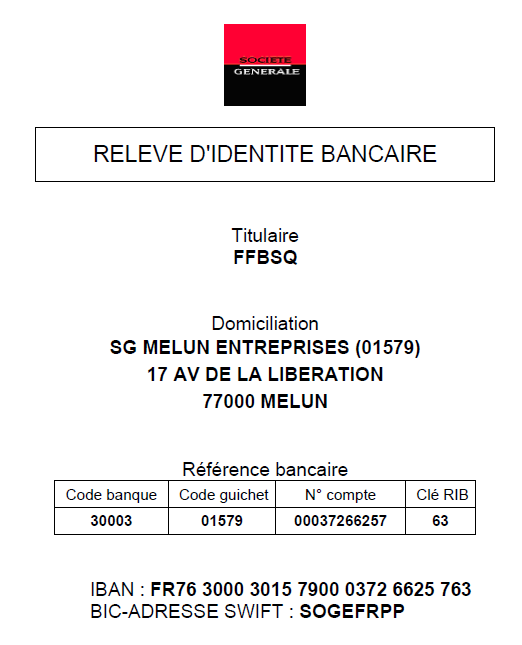 SOCIETE
GENERALE
RELEVE D'IDENTITE BANCAIRE
Titulaire
FFBSQ
Domiciliation
SG MELUN ENTREPRISES (01579)
17 AV DE LA LIBERATION
77000 MELUN
Référence bancaire
Code banque Code guichet N° compte Clé RIB
30003 01579 00037266257 63
IBAN : FR76 3000 3015 7900 0372 6625 763
BIC-ADRESSE SWIFT : SOGEFRPP